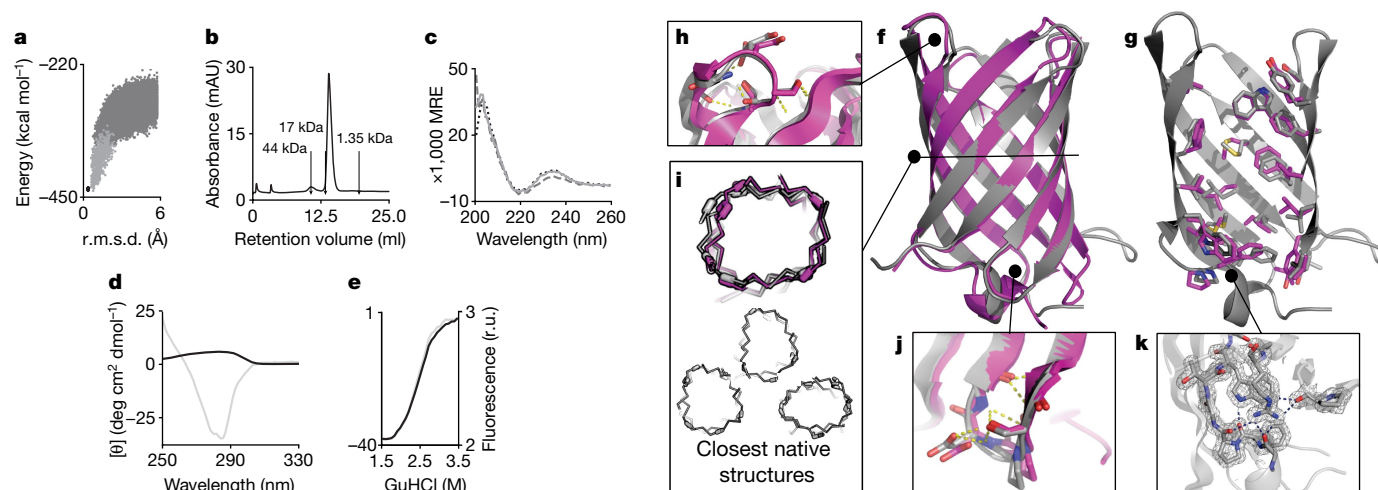 a
−220
Energy (kcal mol−1)
−450
0
6
r.m.s.d. (Å)
b
30
Absorbance (mAU)
15
17 kDa
44 kDa
1.35 kDa
0
12.5
25.0
Retention volume (ml)
c
50
×1,000 MRE
20
−10
200
220
240
260
Wavelength (nm)
d
25
[θ] (deg cm2 dmol−1)
0
−25
250
290
330
Wavelength (nm)
e
1
3
Fluorescence (r.u.)
−40
2
1.5
2.5
3.5
GuHCl (M)
h
f
g
i
Closest native
structures
j
k